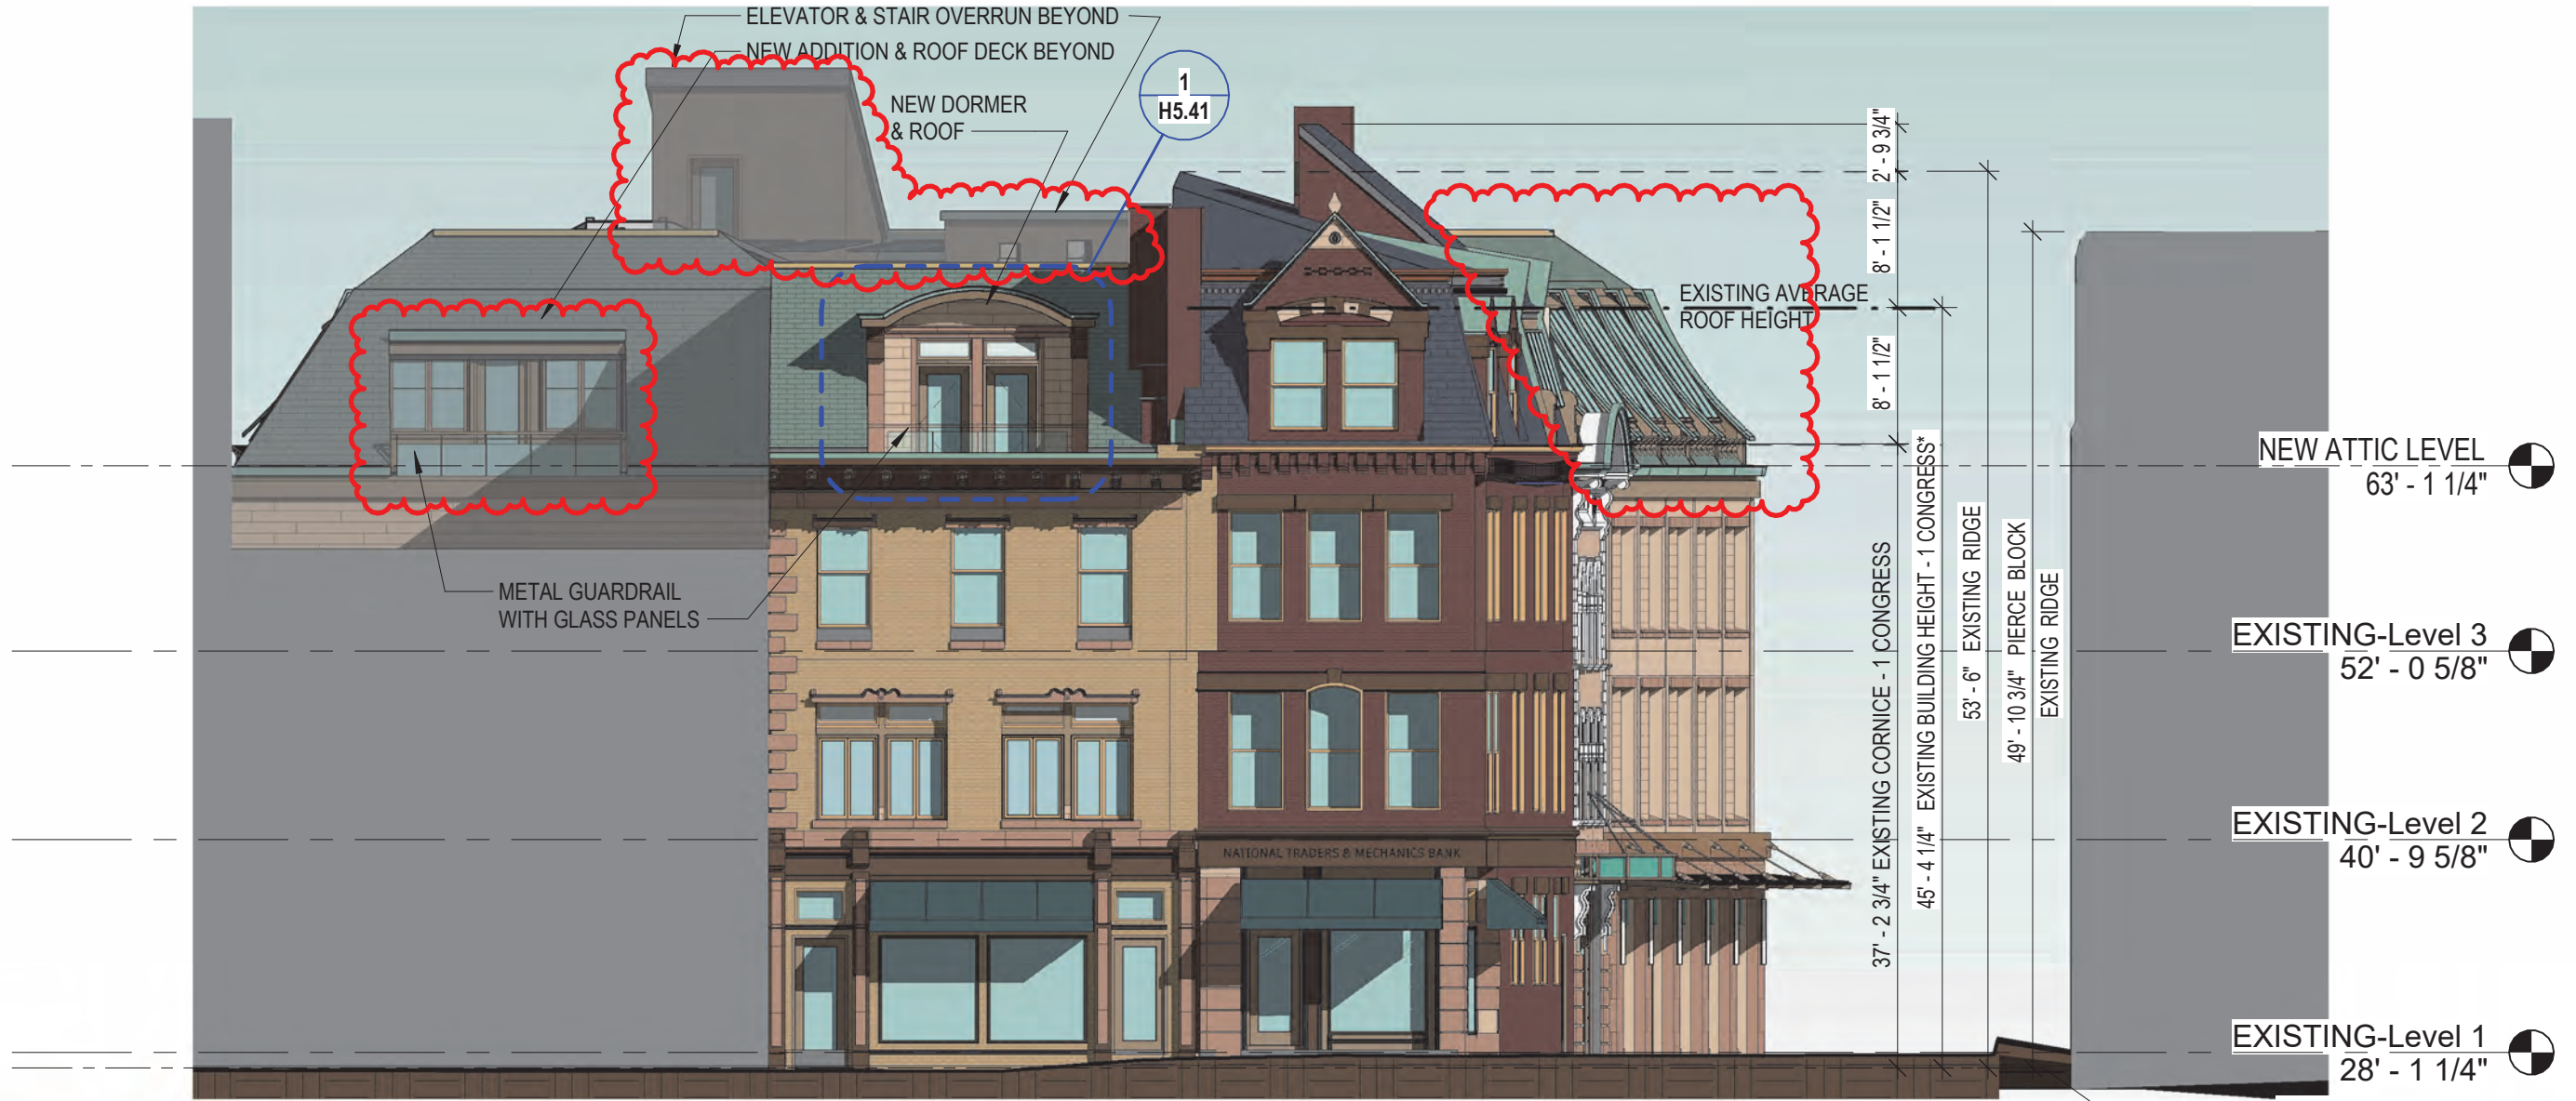 ELEVATOR & STAIR OVERRUN BEYOND
NEW ADDITION & ROOF DECK BEYOND
NEW DORMER
& ROOF
1
H5.41
2' - 9 3/4"
8' - 1 1/2"
8' - 1 1/2"
EXISTING AVERAGE
ROOF HEIGHT
METAL GUARDRAIL
WITH GLASS PANELS
37' - 2 3/4" EXISTING CORNICE - 1 CONGRESS
45' - 4 1/4" EXISTING BUILDING HEIGHT - 1 CONGRESS*
53' - 6" EXISTING RIDGE
49' - 10 3/4" PIERCE BLOCK
EXISTING RIDGE
NEW ATTIC LEVEL
63' - 1 1/4"
EXISTING-Level 3
52' - 0 5/8"
EXISTING-Level 2
40' - 9 5/8"
EXISTING-Level 1
28' - 1 1/4"
NATIONAL TRADERS & MECHANICS BANK